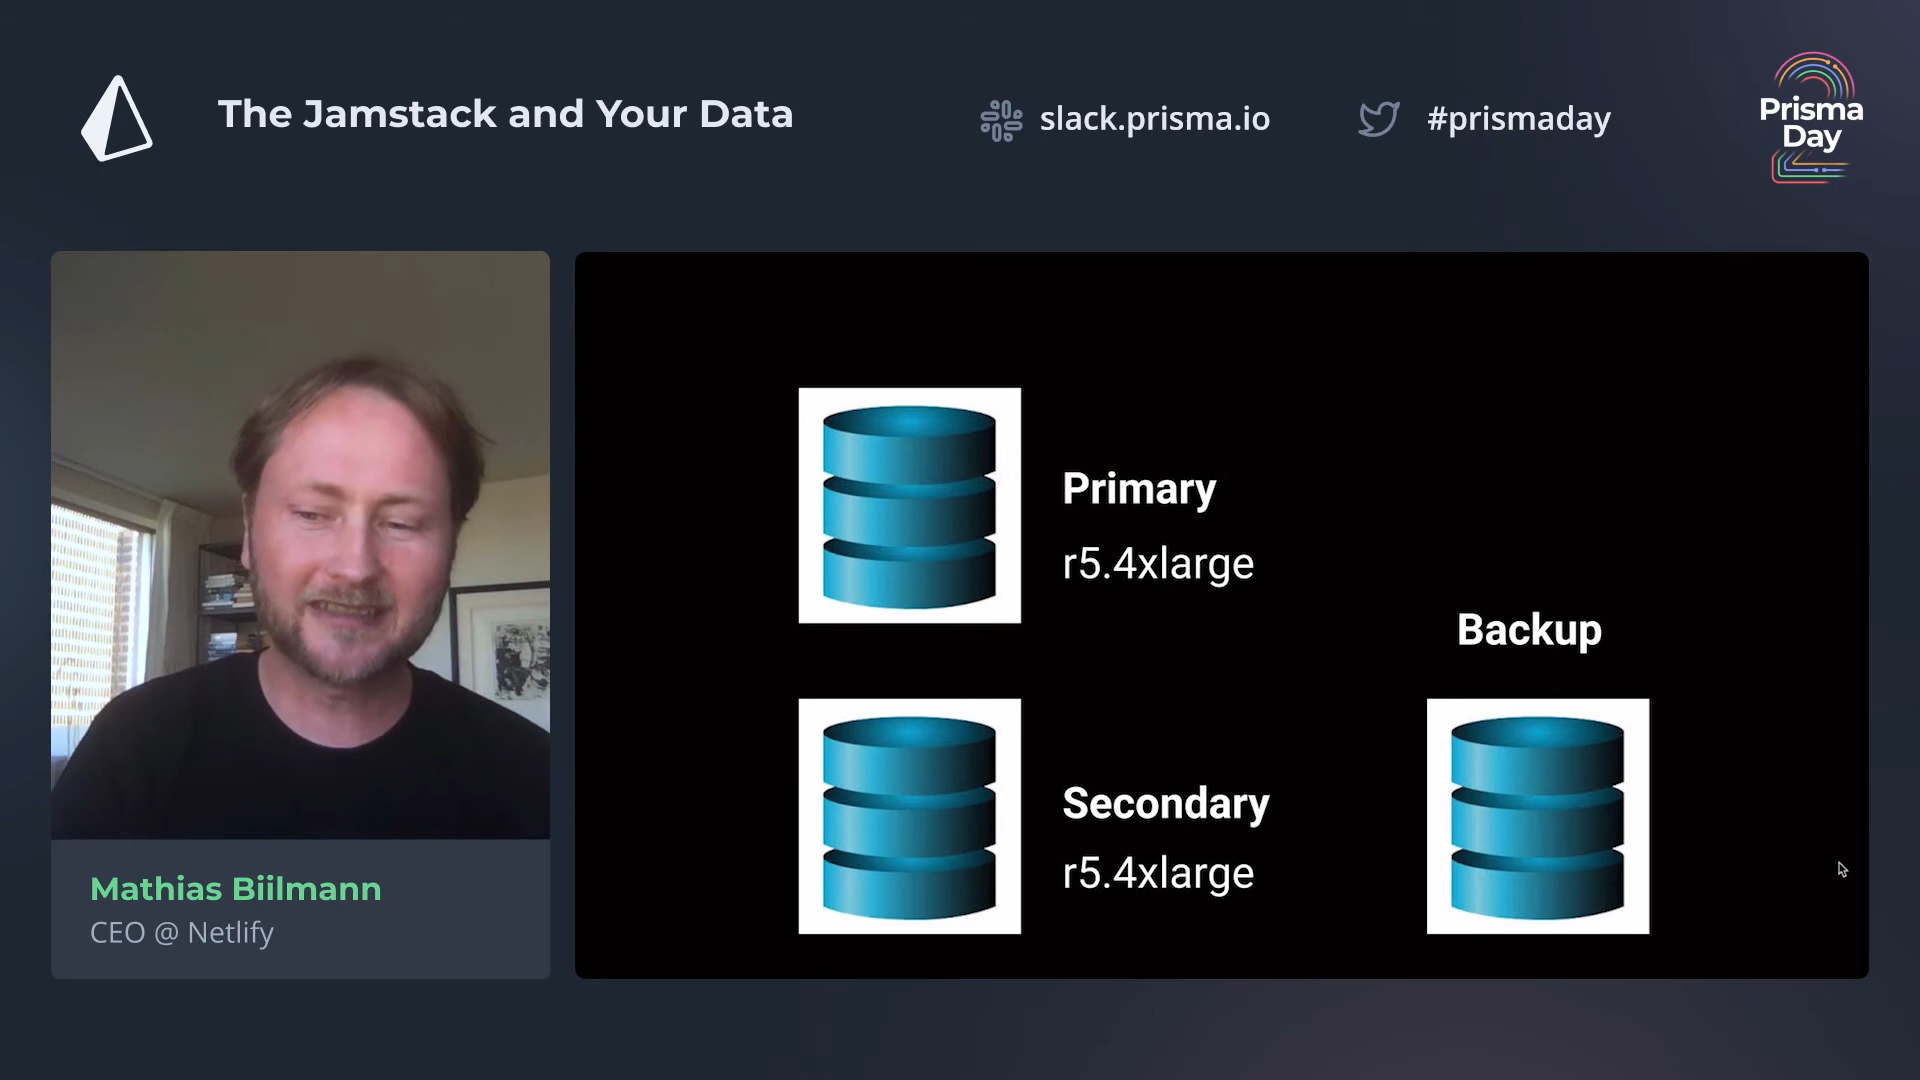 The Jamstack and Your Data
slack.prisma.io
#prismaday
Prisma
Day
Primary
r5.4xlarge
Backup
Secondary
r5.4xlarge
Mathias Biilmann
CEO @ Netlify